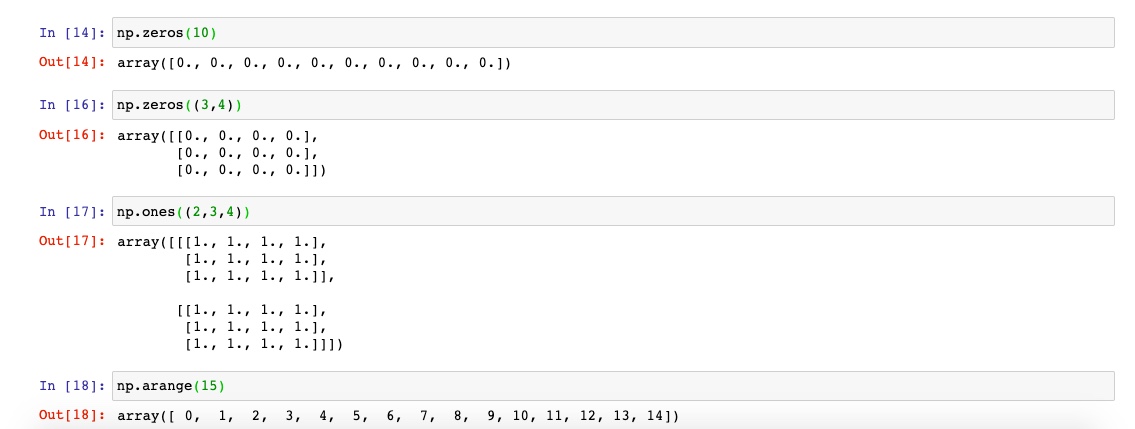 In [14]: np.zeros(10)
Out[14]: array([0., 0., 0., 0., 0., 0., 0., 0., 0., 0.])
In [16]: np.zeros((3,4))
Out[16]: array([[0., 0., 0., 0.],
       [0., 0., 0., 0.],
       [0., 0., 0., 0.]])
In [17]: np.ones((2,3,4))
Out[17]: array([[[1., 1., 1., 1.],
        [1., 1., 1., 1.],
        [1., 1., 1., 1.]],
       [[1., 1., 1., 1.],
        [1., 1., 1., 1.],
        [1., 1., 1., 1.]]])
In [18]: np.arange(15)
Out[18]: array([ 0,  1,  2,  3,  4,  5,  6,  7,  8,  9, 10, 11, 12, 13, 14])